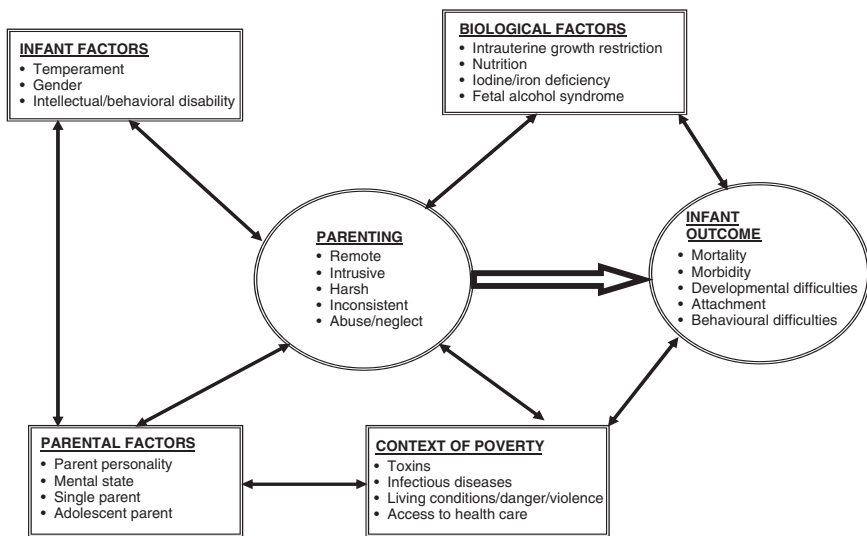 INFANT FACTORS
• Temperament
• Gender
• Intellectual/behavioral disability
BIOLOGICAL FACTORS
• Intrauterine growth restriction
• Nutrition
• Iodine/iron deficiency
• Fetal alcohol syndrome
PARENTING
• Remote
• Intrusive
• Harsh
• Inconsistent
• Abuse/neglect
INFANT
OUTCOME
• Mortality
• Morbidity
• Developmental difficulties
• Attachment
• Behavioural difficulties
PARENTAL FACTORS
• Parent personality
• Mental state
• Single parent
• Adolescent parent
CONTEXT OF POVERTY
• Toxins
• Infectious diseases
• Living conditions/danger/violence
• Access to health care